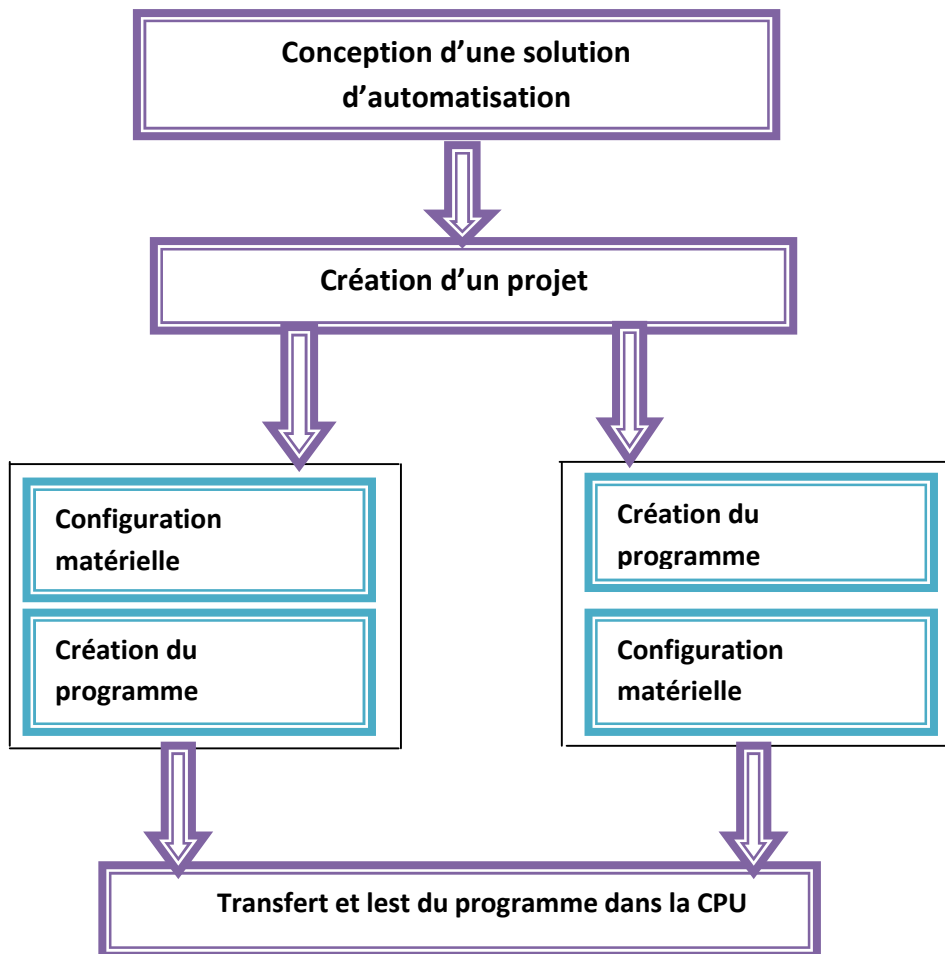 Conception d’une solution
d’automatisation
Création d’un projet
Configuration
matérielle
Création du
programme
Création du
programme
Configuration
matérielle
Transfert et lest du programme dans la CPU